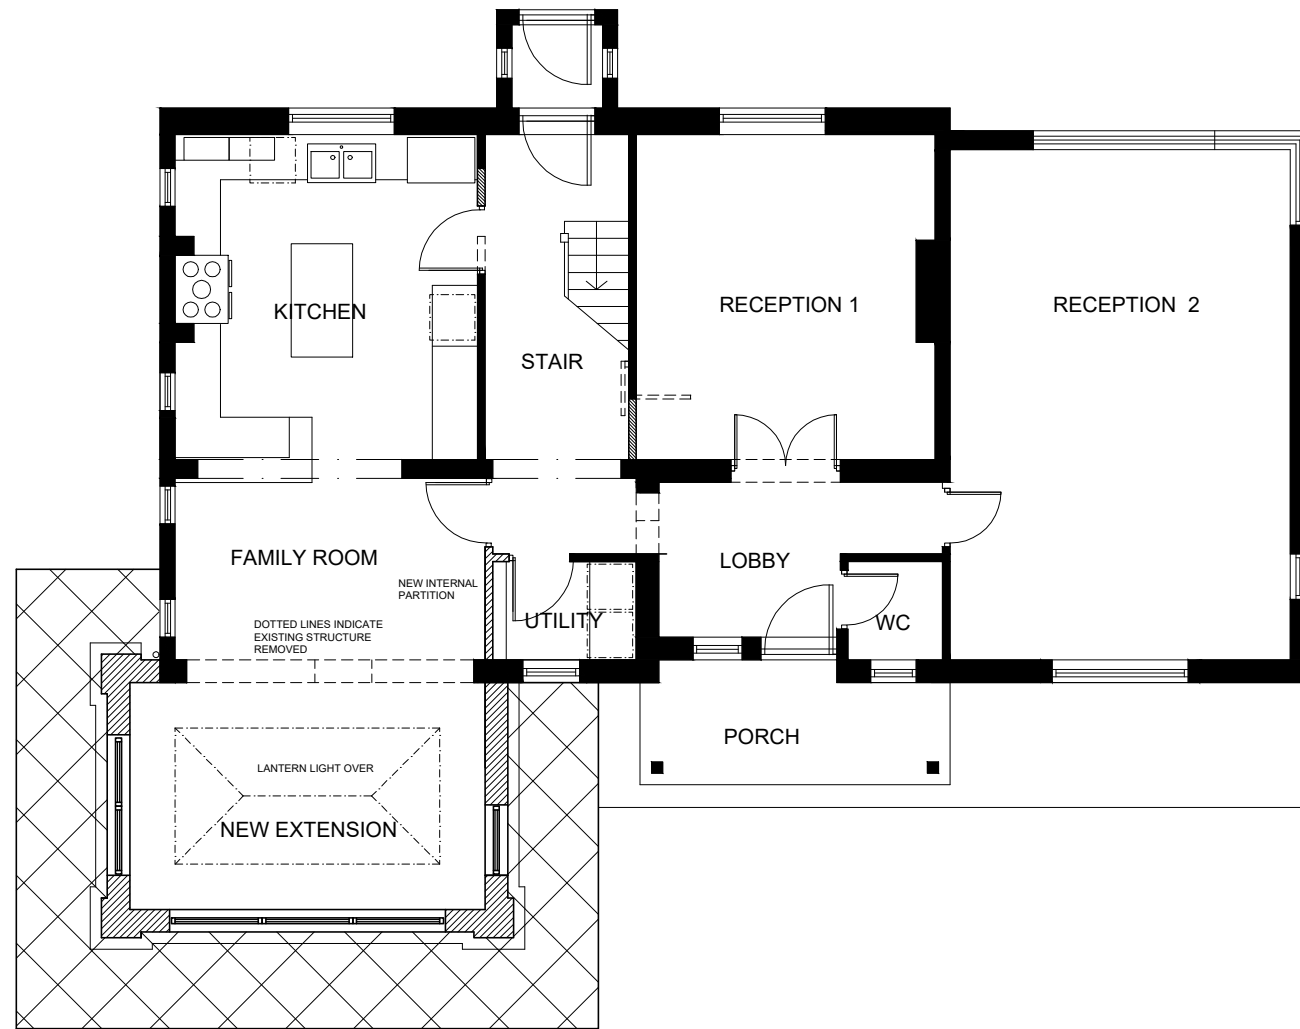 RECEPTION 1
RECEPTION 2
KITCHEN
STAIR
FAMILY ROOM
LOBBY
NEW INTERNAL
PARTITION
UTILITY
WC
DOTTED LINES INDICATE
EXISTING STRUCTURE
REMOVED
PORCH
LANTERN LIGHT OVER
NEW EXTENSION